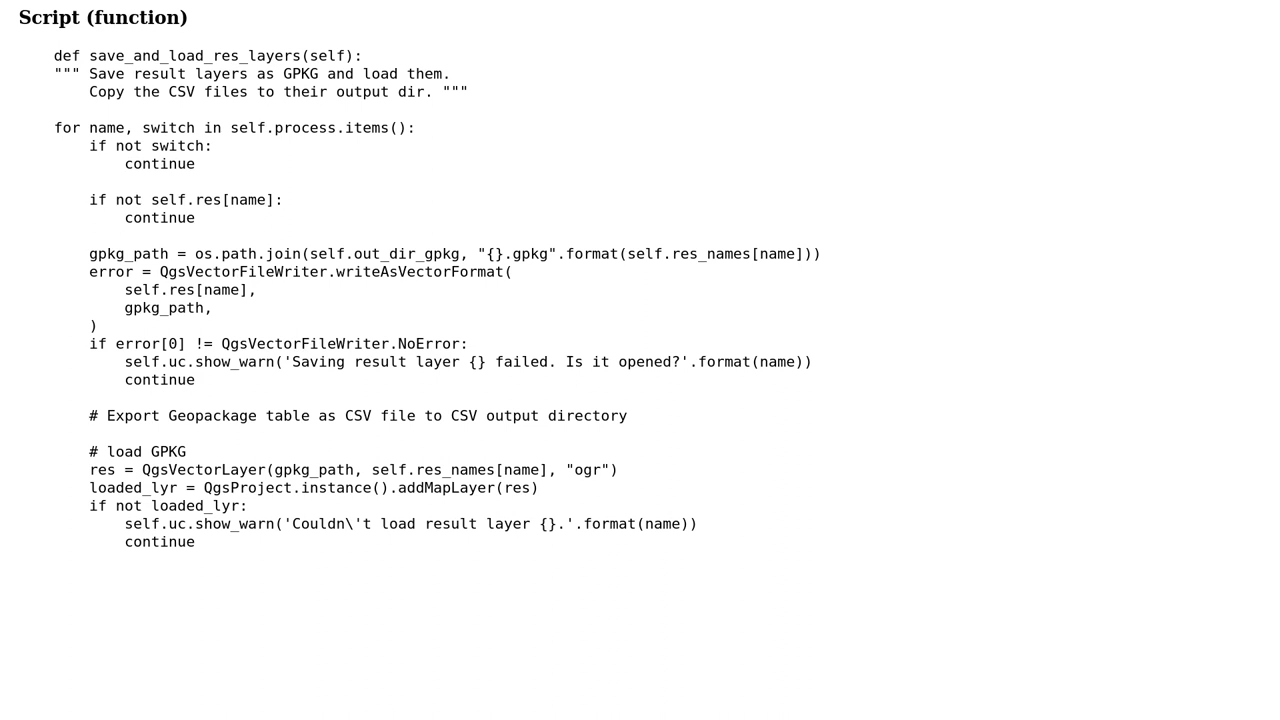 Script (function)
def save_and_load_res_layers(self):
""" Save result layers as GPKG and load them.
Copy the CSV files to their output dir. """
for name, switch in self.process.items():
if not switch:
continue
if not self.res[name]:
continue
gpkg_path = os.path.join(self.out_dir_gpkg, "{}.gpkg".format(self.res_names[name]))
error = QgsVectorFileWriter.writeAsVectorFormat(
self.res[name],
gpkg_path,
)
if error[0] != QgsVectorFileWriter.NoError:
self.uc.show_warn('Saving result layer {} failed. Is it opened?'.format(name))
continue
# Export Geopackage table as CSV file to CSV output directory
# load GPKG
res = QgsVectorLayer(gpkg_path, self.res_names[name], "ogr")
loaded_lyr = QgsProject.instance().addMapLayer(res)
if not loaded_lyr:
self.uc.show_warn('Couldn\'t load result layer {}.'.format(name))
continue